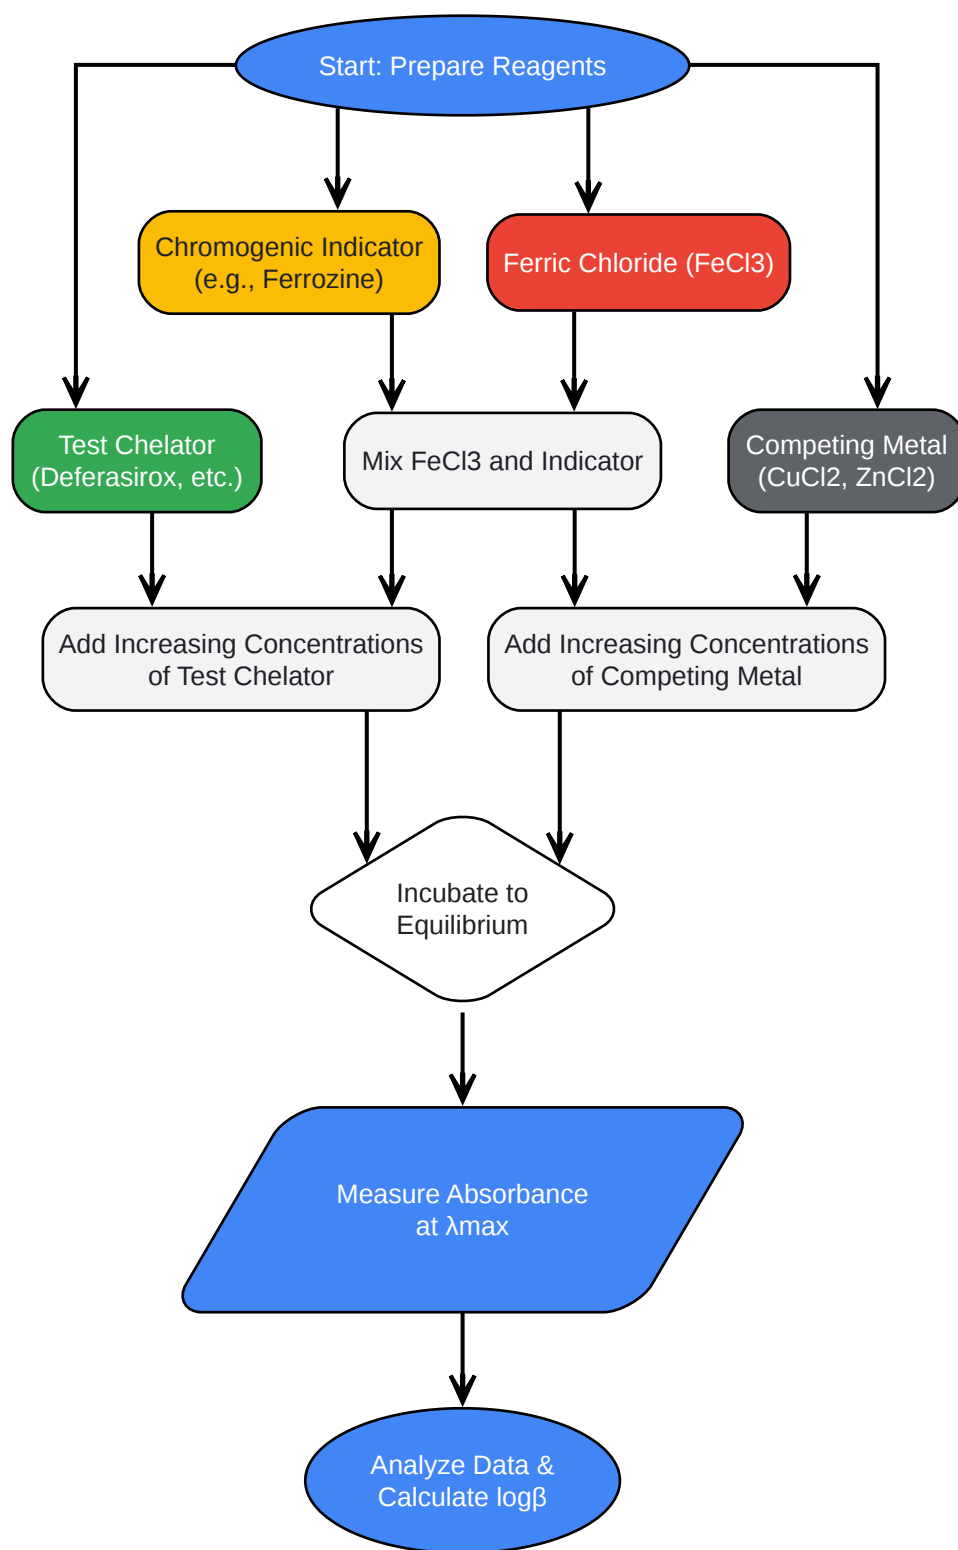 Start: Prepare Reagents
Chromogenic Indicator
(e.g., Ferrozine)
Ferric Chloride (FeCl3)
Test Chelator
(Deferasirox, etc.)
Mix FeCl3 and Indicator
Competing Metal
(CuCl2, ZnCl2)
Add Increasing Concentrations
of Test Chelator
Add Increasing Concentrations
of Competing Metal
Incubate to
Equilibrium
Measure Absorbance
at λmax
Analyze Data &
Calculate logβ